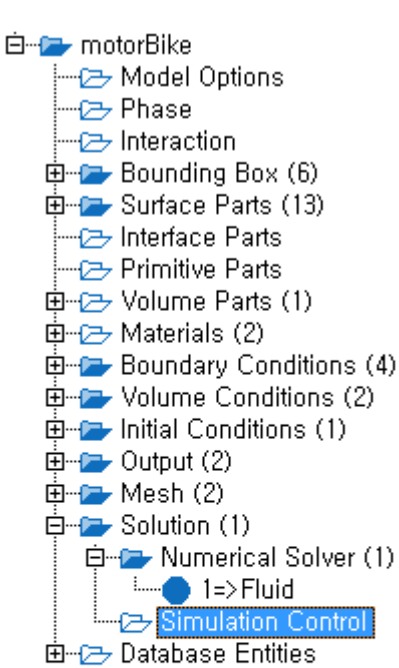 motorBike
Model Options
Phase
Interaction
Bounding Box (6)
Surface Parts (13)
Interface Parts
Primitive Parts
Volume Parts (1)
Materials (2)
Boundary Conditions (4)
Volume Conditions (2)
Initial Conditions (1)
Output (2)
Mesh (2)
Solution (1)
Numerical Solver (1)
1=>Fluid
Simulation Control
Database Entities